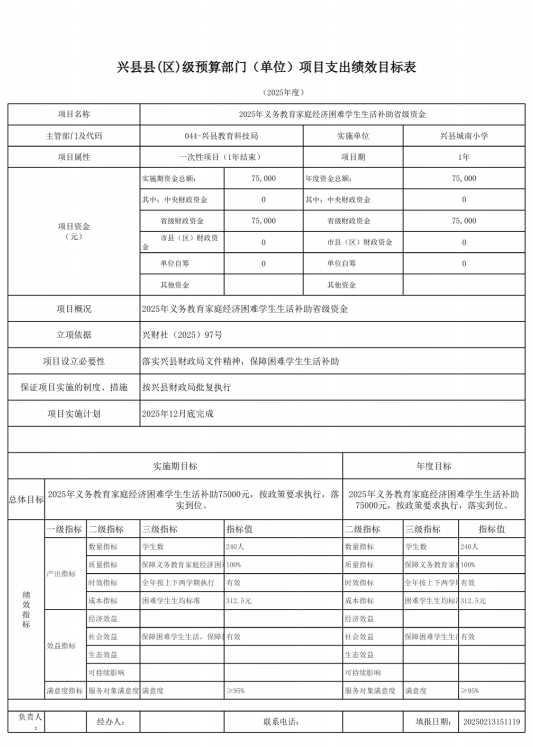 兴县县(区)级预算部门（单位）项目支出绩效目标表
（2025年度）
项目名称 2025年义务教育家庭经济困难学生生活补助省级资金
主管部门及代码 044-兴县教育科技局 实施单位 兴县城南小学
项目属性 一次性项目（1年结束） 项目期 1年
项目资金
（元）
实施期资金总额： 75,000 年度资金总额： 75,000
其中：中央财政资金 0 其中：中央财政资金 0
省级财政资金 75,000 省级财政资金 75,000
市县（区）财政资
金 0 市县（区）财政资金 0
单位自筹 0 单位自筹 0
其他资金 其他资金
项目概况 2025年义务教育家庭经济困难学生生活补助省级资金
立项依据 兴财社（2025）97号
项目设立必要性 落实兴县财政局文件精神，保障困难学生生活补助
保证项目实施的制度、措施 按兴县财政局批复执行
项目实施计划 2025年12月底完成
实施期目标 年度目标
总体目标
2025年义务教育家庭经济困难学生生活补助75000元，按政策要求执行，落
实到位。
2025年义务教育家庭经济困难学生生活补助
75000元，按政策要求执行，落实到位。
绩效指标
一级指标 二级指标 三级指标 指标值 二级指标 三级指标 指标值
产出指标
数量指标 学生数 240人 数量指标 学生数 240人
质量指标 保障义务教育家庭经济困 100% 质量指标 保障义务教育家 100%
时效指标 全年按上下两学期执行 有效 时效指标 全年按上下两学期 有效
成本指标 困难学生生均标准 312.5元 成本指标 困难学生生均标 312.5元
效益指标
经济效益 经济效益
社会效益 保障困难学生生活，保障 有效 社会效益 保障困难学生生 有效
生态效益 生态效益
可持续影响 可持续影响
满意度指标 服务对象满意度 满意度 ≥95% 服务对象满意度 满意度 ≥95%
负责人
： 经办人： 联系电话： 填报日期： 20250213151119